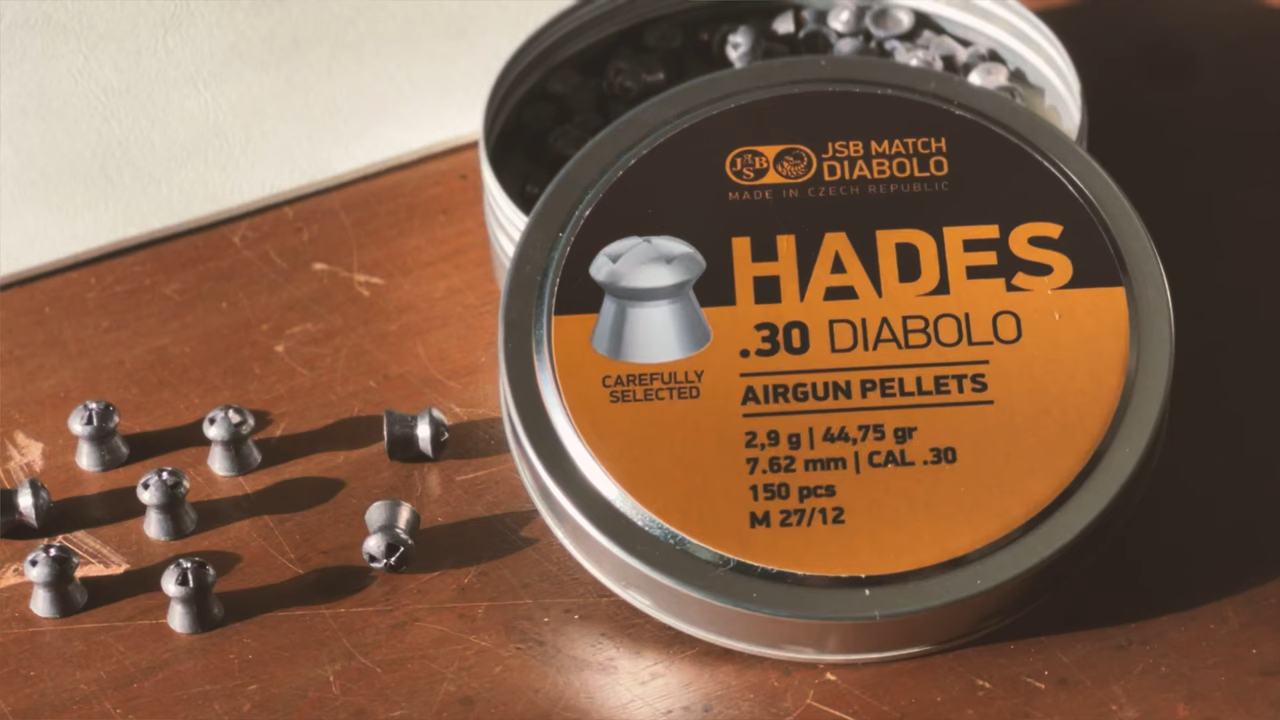 JSB
JSB MATCH
DIABOLO
MADE IN CZECH REPUBLIC
HADES
.30 DIABOLO
CAREFULLY
SELECTED
AIRGUN PELLETS
2,9 g | 44,75 gr
7.62 mm | CAL .30
150 pcs
M 27/12